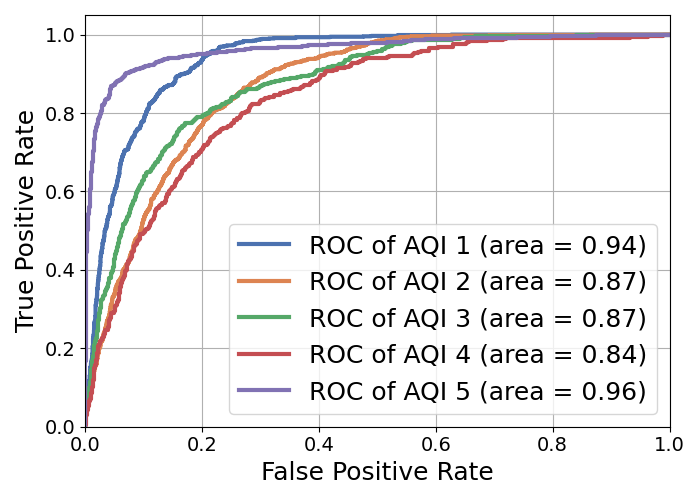 1.0
0.8
0.6
0.4
0.2
0.0
True Positive Rate
ROC of AQI 1 (area = 0.94)
ROC of AQI 2 (area = 0.87)
ROC of AQI 3 (area = 0.87)
ROC of AQI 4 (area = 0.84)
ROC of AQI 5 (area = 0.96)
0.0 0.2 0.4 0.6 0.8 1.0
False Positive Rate